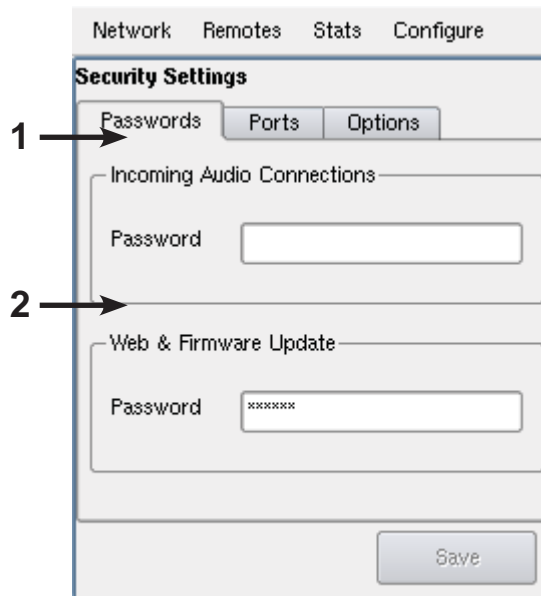 Network Remotes Stats Configure
Security Settings
Passwords Ports Options
1
Incoming Audio Connections
Password
2
Web & Firmware Update
Password xxxxxx
Save